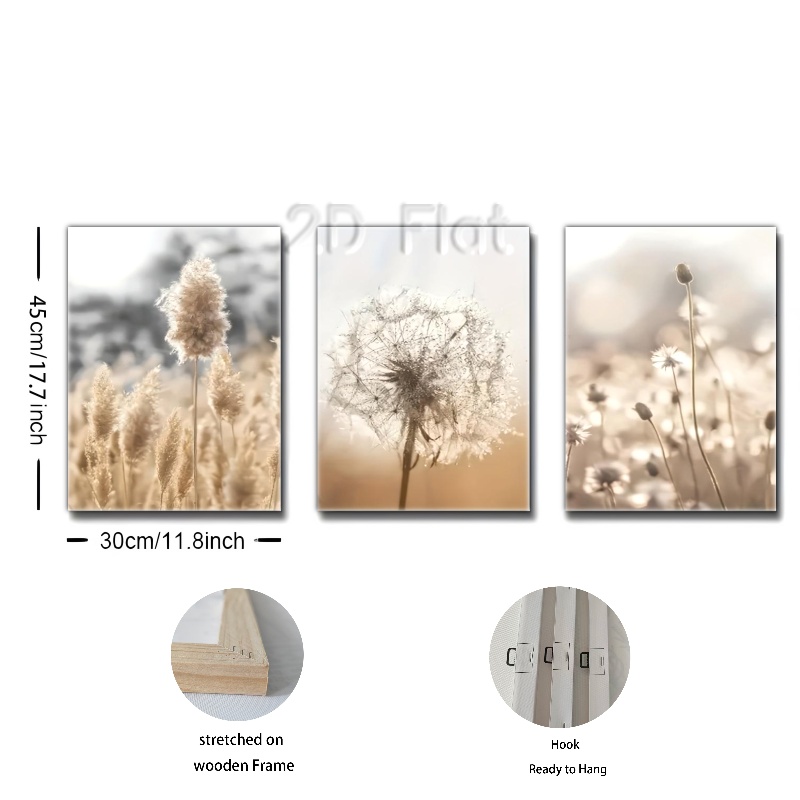 2D Flat
45cm/17.7inch
30cm/11.8inch
stretched on
wooden Frame
Hook
Ready to Hang